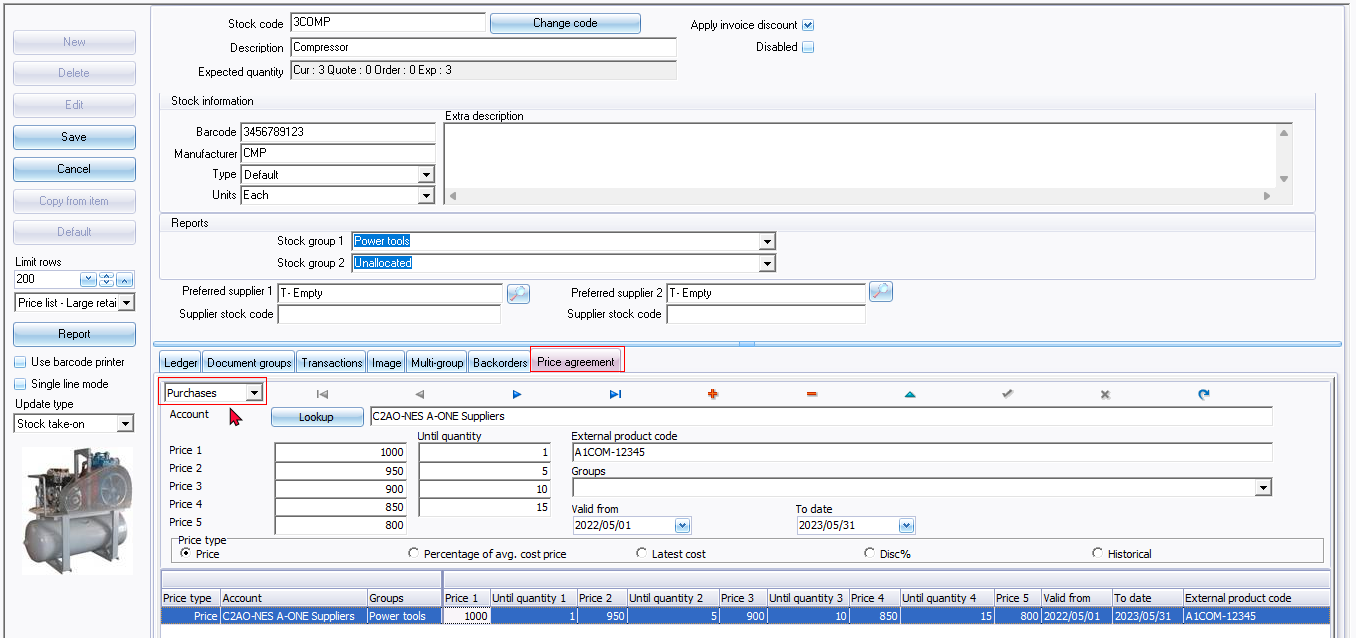 New
Delete
Edit
Save
Cancel
Copy from item
Default
Limit rows
200
Price list - Large retai
Report
Use barcode printer
Single line mode
Update type
Stock take-on
Stock code 3COMP Change code Apply invoice discount
Description Compressor Disabled
Expected quantity Cur : 3 Quote : 0 Order : 0 Exp : 3
Stock information
Extra description
Barcode 3456789123
Manufacturer CMP
Type Default
Units Each
Reports
Stock group 1 Power tools
Stock group 2 Unallocated
Preferred supplier 1 T- Empty Preferred supplier 2 T- Empty
Supplier stock code Supplier stock code
Ledger Document groups Transactions Image Multi-group Backorders Price agreement
Purchases
Account Lookup C2AO-NES A-ONE Suppliers
Until quantity External product code
Price 1 1000 1 A1COM-12345
Price 2 950 5 Groups
Price 3 900 10
Price 4 850 15 Valid from To date
Price 5 800 2022/05/01 2023/05/31
Price type
Price Percentage of avg. cost price Latest cost Disc% Historical
Price type Account Groups Price 1 Until quantity 1 Price 2 Until quantity 2 Price 3 Until quantity 3 Price 4 Until quantity 4 Price 5 Valid from To date External product code
Price C2AO-NES A-ONE Suppliers Power tools 1000 1 950 5 900 10 850 15 800 2022/05/01 2023/05/31 A1COM-12345